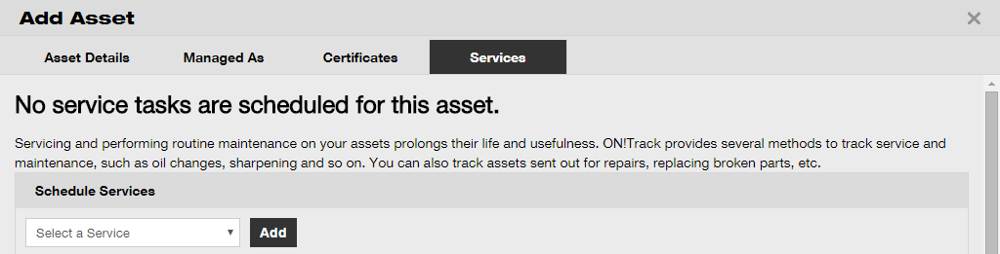 Add Asset
Asset Details Managed As Certificates Services
No service tasks are scheduled for this asset.
Servicing and performing routine maintenance on your assets prolongs their life and usefulness. ON!Track provides several methods to track service and
maintenance, such as oil changes, sharpening and so on. You can also track assets sent out for repairs, replacing broken parts, etc.
Schedule Services
Select a Service Add